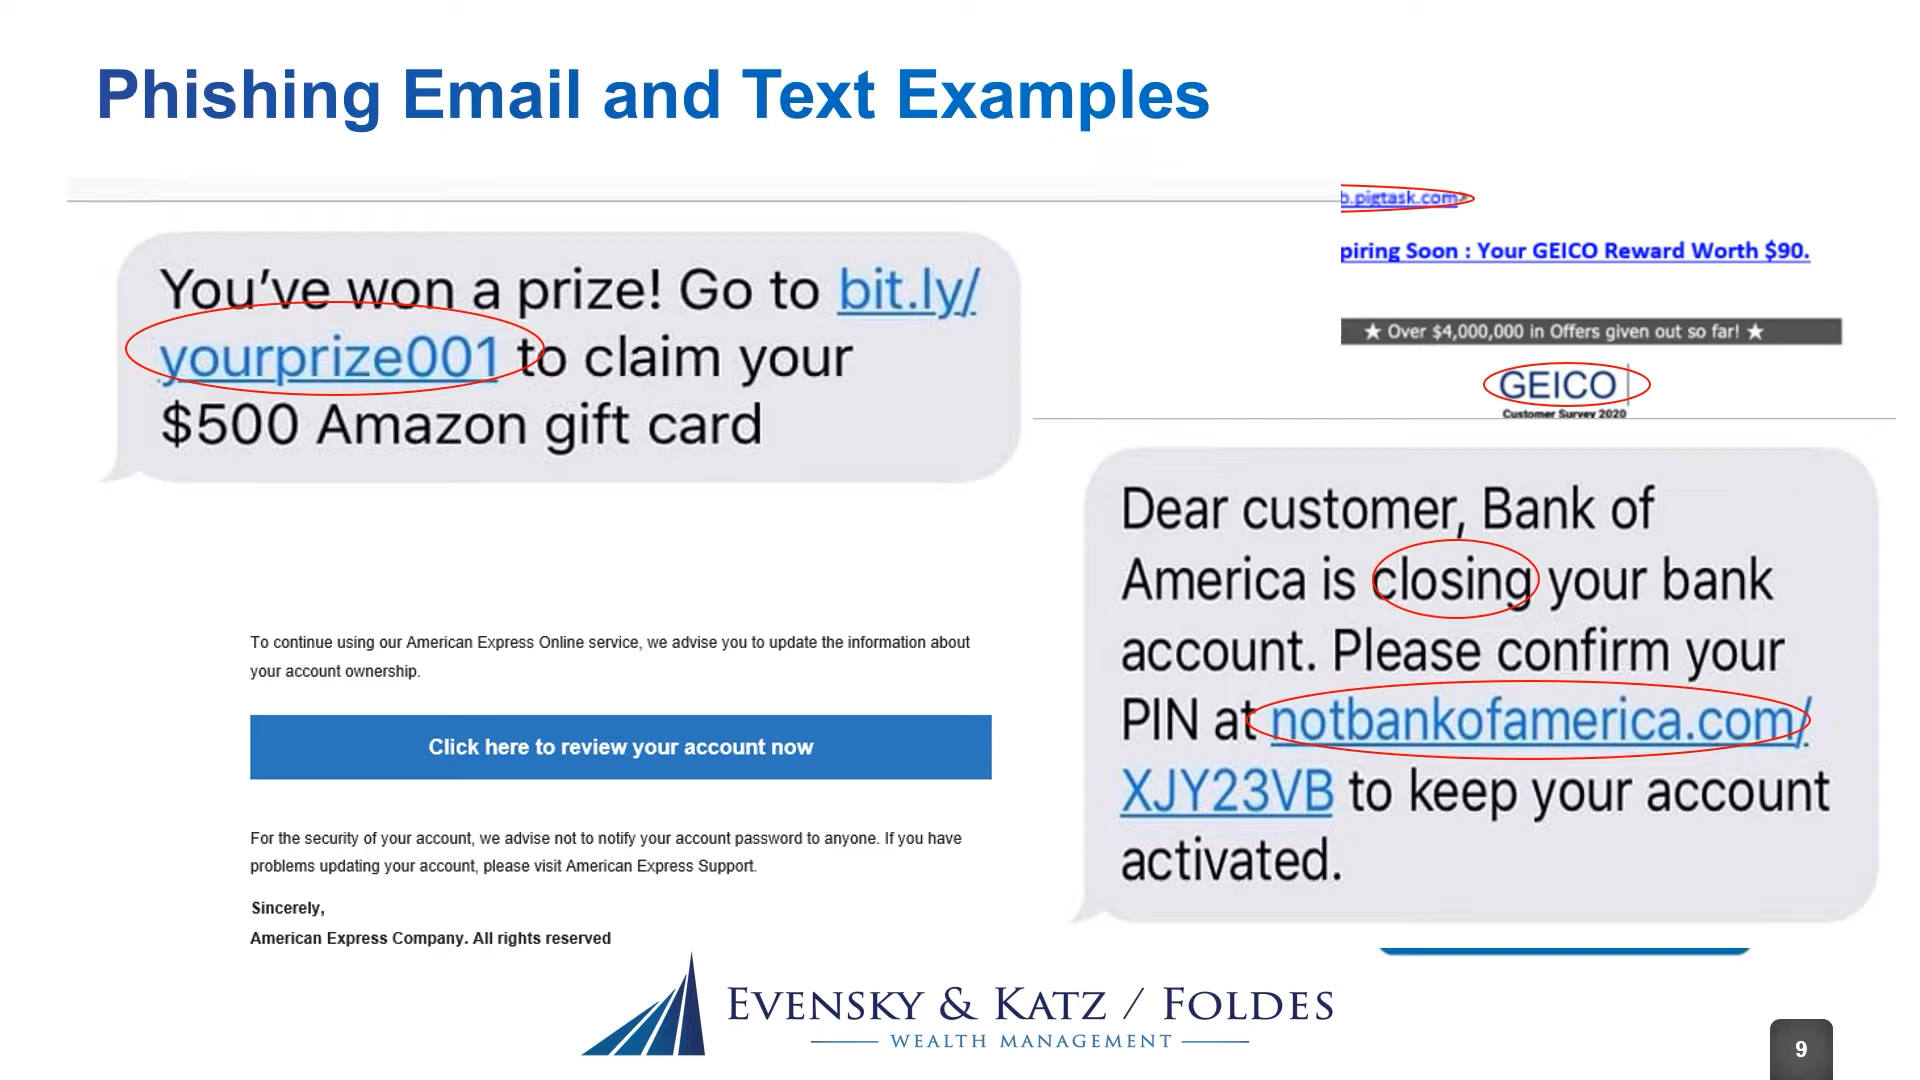 Phishing Email and Text Examples
b.pigtask.com>
piring Soon : Your GEICO Reward Worth $90.
★ Over $4,000,000 in Offers given out so far! ★
GEICO
Customer Survey 2020
You’ve won a prize! Go to bit.ly/
yourprize001 to claim your
$500 Amazon gift card
Dear customer, Bank of
America is closing your bank
account. Please confirm your
PIN at notbankofamerica.com/
XJY23VB to keep your account
activated.
To continue using our American Express Online service, we advise you to update the information about
your account ownership.
Click here to review your account now
For the security of your account, we advise not to notify your account password to anyone. If you have
problems updating your account, please visit American Express Support.
Sincerely,
American Express Company. All rights reserved
EVENSKY & KATZ / FOLDES
WEALTH MANAGEMENT
9